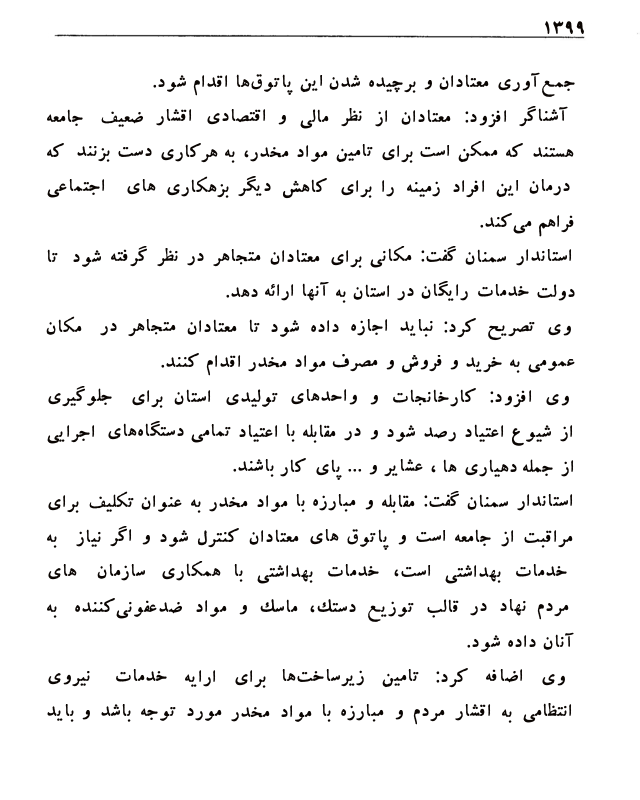 ۱۳۹۹
جمع‌آوری معتادان و برچیده شدن این پاتوق‌ها اقدام شود.
آشناگر افزود: معتادان از نظر مالی و اقتصادی اقشار ضعیف جامعه
هستند که ممکن است برای تامین مواد مخدر، به هرکاری دست بزنند که
درمان این افراد زمینه را برای کاهش دیگر بزهکاری های اجتماعی
فراهم می‌کند.
استاندار سمنان گفت: مکانی برای معتادان متجاهر در نظر گرفته شود تا
دولت خدمات رایگان در استان به آنها ارائه دهد.
وی تصریح کرد: نباید اجازه داده شود تا معتادان متجاهر در مکان
عمومی به خرید و فروش و مصرف مواد مخدر اقدام کنند.
وی افزود: کارخانجات و واحدهای تولیدی استان برای جلوگیری
از شیوع اعتیاد رصد شود و در مقابله با اعتیاد تمامی دستگاه‌های اجرایی
از جمله دهیاری ها ، عشایر و ... پای کار باشند.
استاندار سمنان گفت: مقابله و مبارزه با مواد مخدر به عنوان تکلیف برای
مراقبت از جامعه است و پاتوق های معتادان کنترل شود و اگر نیاز به
خدمات بهداشتی است، خدمات بهداشتی با همکاری سازمان های
مردم نهاد در قالب توزیع دستك، ماسك و مواد ضدعفونی‌کننده به
آنان داده شود.
وی اضافه کرد: تامین زیرساخت‌ها برای ارایه خدمات نیروی
انتظامی به اقشار مردم و مبارزه با مواد مخدر مورد توجه باشد و باید